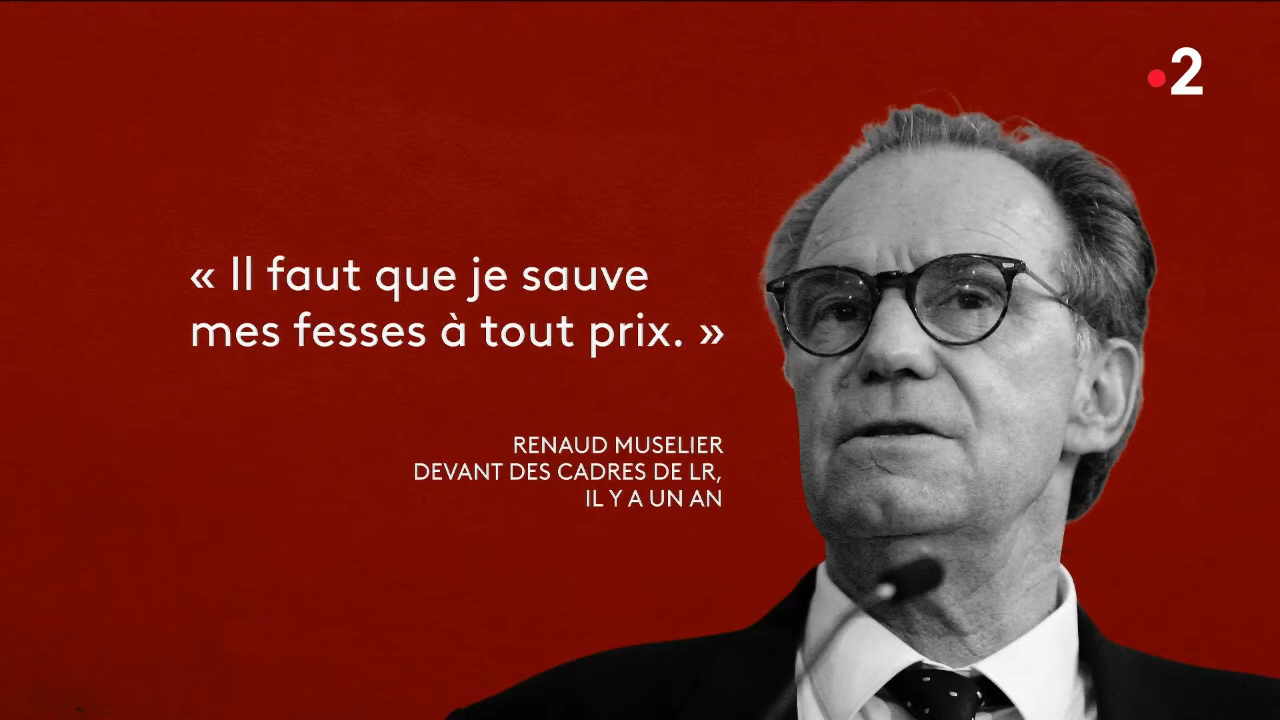 2
« Il faut que je sauve
mes fesses à tout prix. »
RENAUD MUSELIER
DEVANT DES CADRES DE LR,
IL Y A UN AN